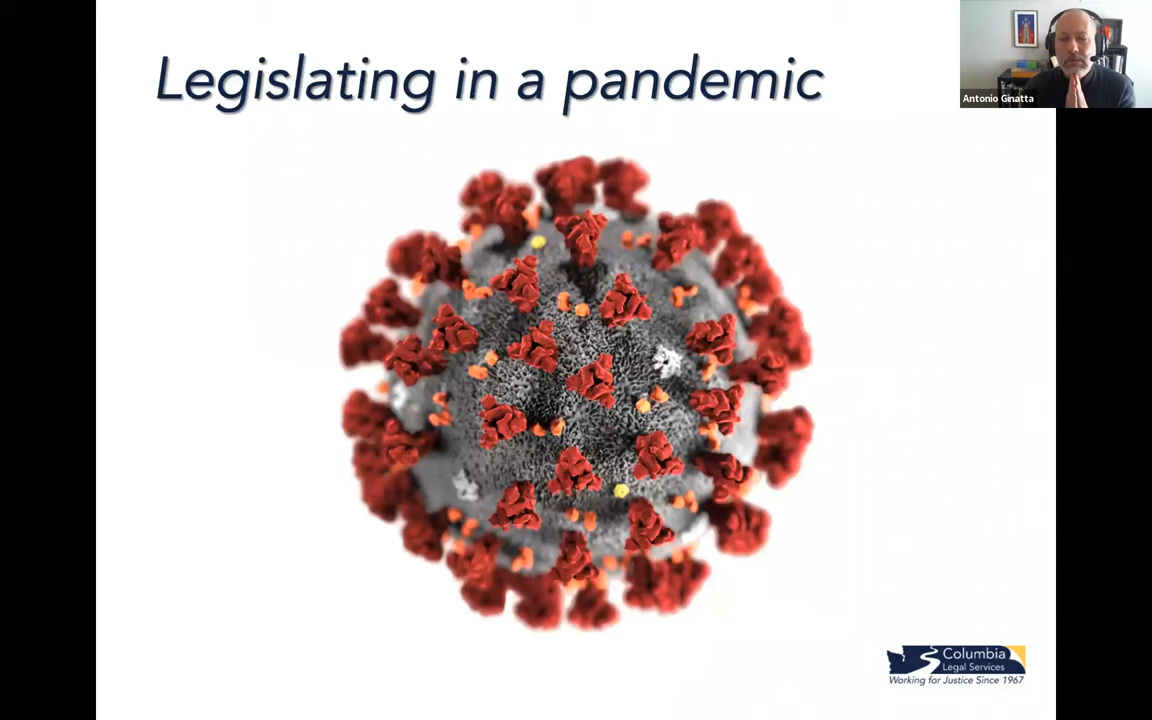 Legislating in a pandemic
Antonio Ginatta
Columbia
Legal Services
Working for Justice Since 1967